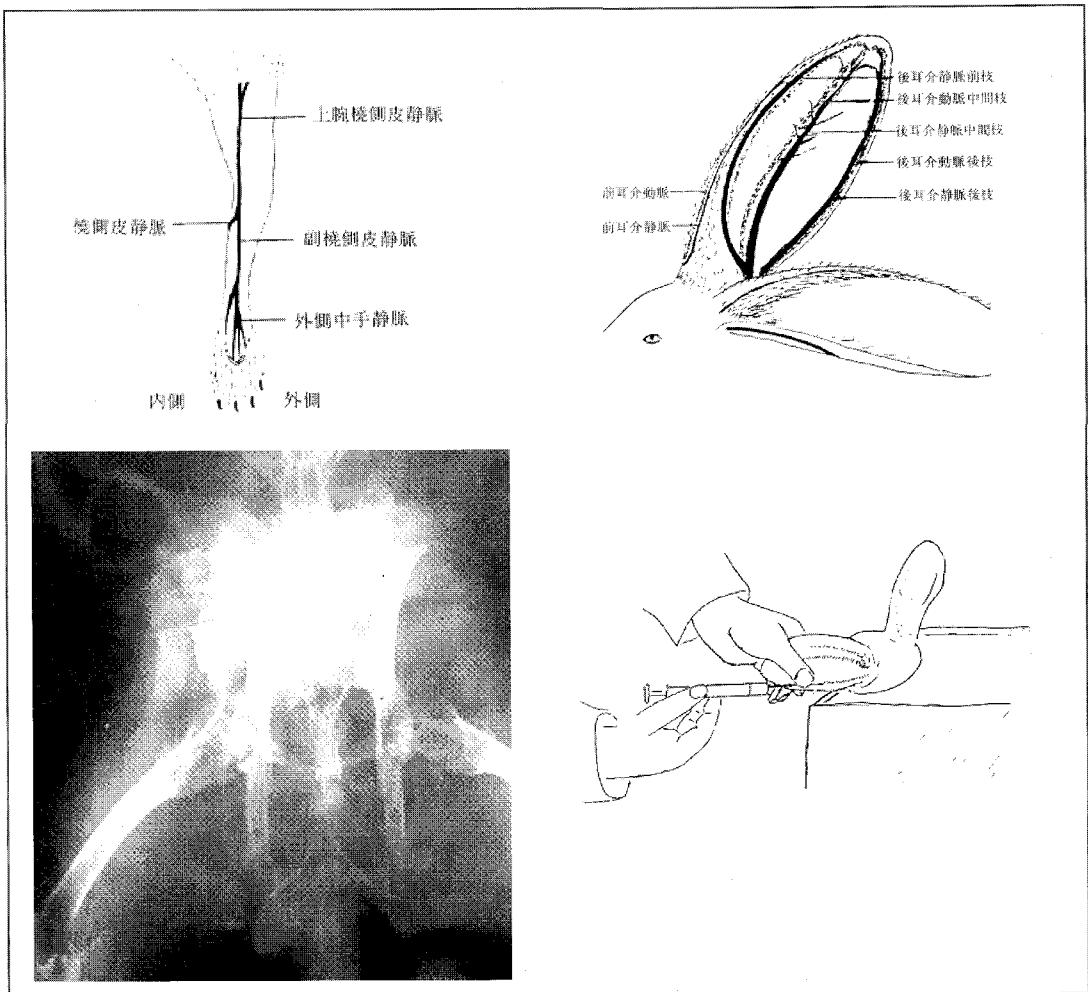 上腕橈側皮静脈
橈側皮静脈
副橈側皮静脈
外側中手静脈
内側
外側
後耳介静脈前枝
後耳介動脈中間枝
後耳介静脈中間枝
後耳介動脈後枝
後耳介静脈後枝
前耳介動脈
前耳介静脈